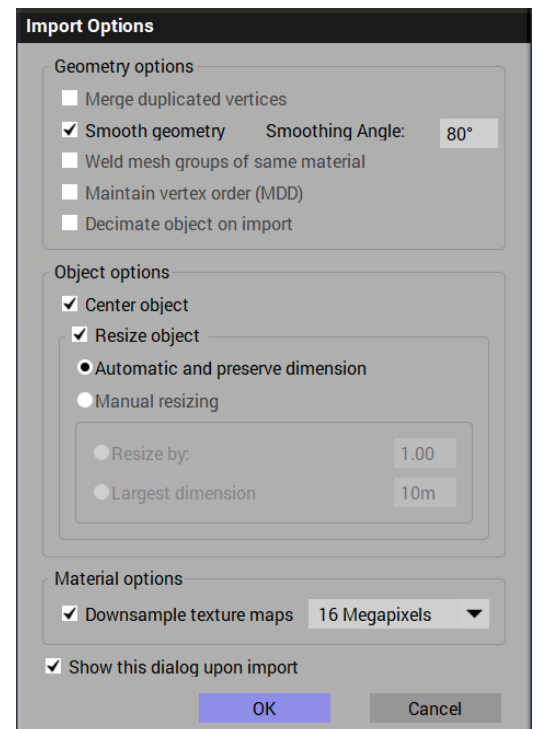 Import Options
Geometry options
Merge duplicated vertices
Smooth geometry Smoothing Angle: 80°
Weld mesh groups of same material
Maintain vertex order (MDD)
Decimate object on import
Object options
Center object
Resize object
Automatic and preserve dimension
Manual resizing
Resize by: 1.00
Largest dimension 10m
Material options
Downsample texture maps 16 Megapixels
Show this dialog upon import
OK Cancel